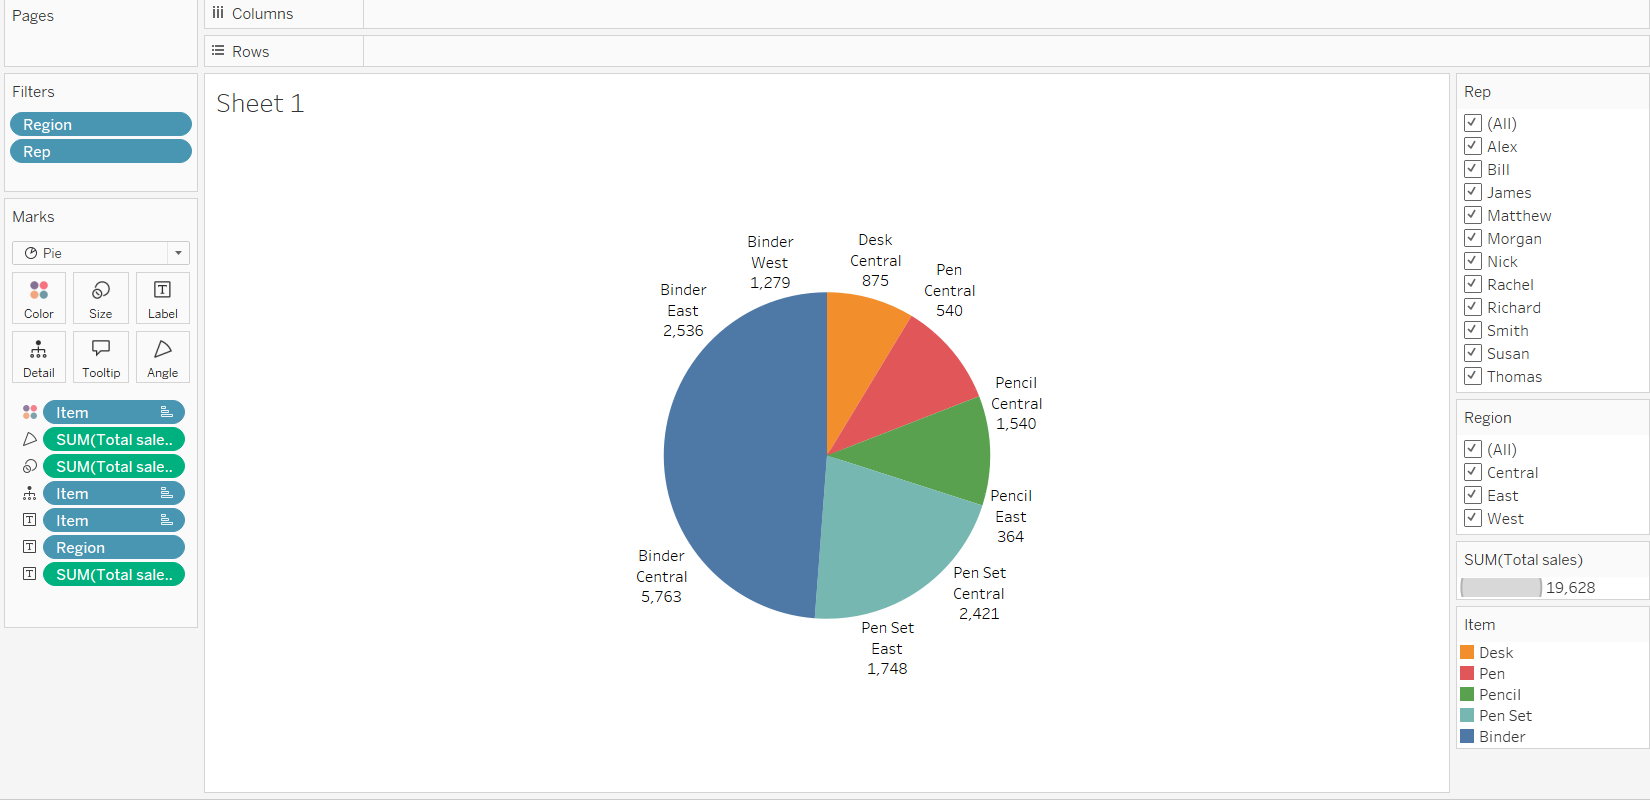 Pages
Columns
Rows
Filters
Region
Rep
Marks
Pie
Color
Size
Label
Detail
Tooltip
Angle
Item
SUM(Total sale..
SUM(Total sale..
Item
Item
Region
SUM(Total sale..
Sheet 1
Binder
West
1,279
Desk
Central
875
Pen
Central
540
Binder
East
2,536
Pencil
Central
1,540
Pencil
East
364
Binder
Central
5,763
Pen Set
Central
2,421
Pen Set
East
1,748
Rep
(All)
Alex
Bill
James
Matthew
Morgan
Nick
Rachel
Richard
Smith
Susan
Thomas
Region
(All)
Central
East
West
SUM(Total sales)
19,628
Item
Desk
Pen
Pencil
Pen Set
Binder